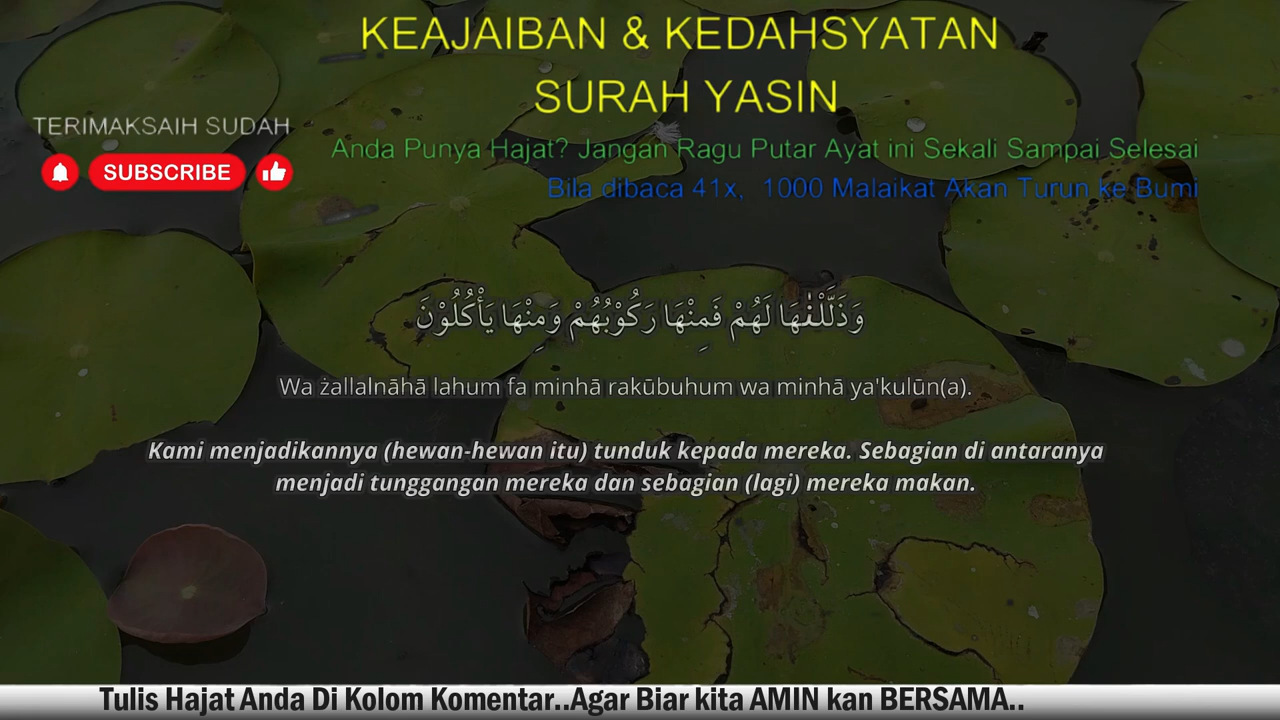 KEAJAIBAN & KEDAHSYATAN
SURAH YASIN
TERIMAKSAIH SUDAH
SUBSCRIBE
Anda Punya Hajat? Jangan Ragu Putar Ayat ini Sekali Sampai Selesai
Bila dibaca 41x, 1000 Malaikat Akan Turun ke Bumi
وَذَلَّلْنٰهَا لَهُمْ فَمِنْهَا رَكُوْبُهُمْ وَمِنْهَا يَأْكُلُوْنَ
Wa żallalnāhā lahum fa minhā rakūbuhum wa minhā ya'kulūn(a).
Kami menjadikannya (hewan-hewan itu) tunduk kepada mereka. Sebagian di antaranya
menjadi tunggangan mereka dan sebagian (lagi) mereka makan.
Tulis Hajat Anda Di Kolom Komentar..Agar Biar kita AMIN kan BERSAMA..